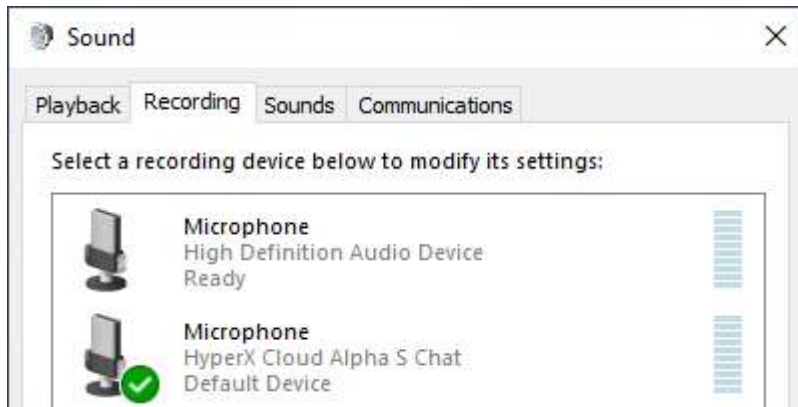 Sound
Playback Recording Sounds Communications
Select a recording device below to modify its settings:
Microphone
High Definition Audio Device
Ready
Microphone
HyperX Cloud Alpha S Chat
Default Device